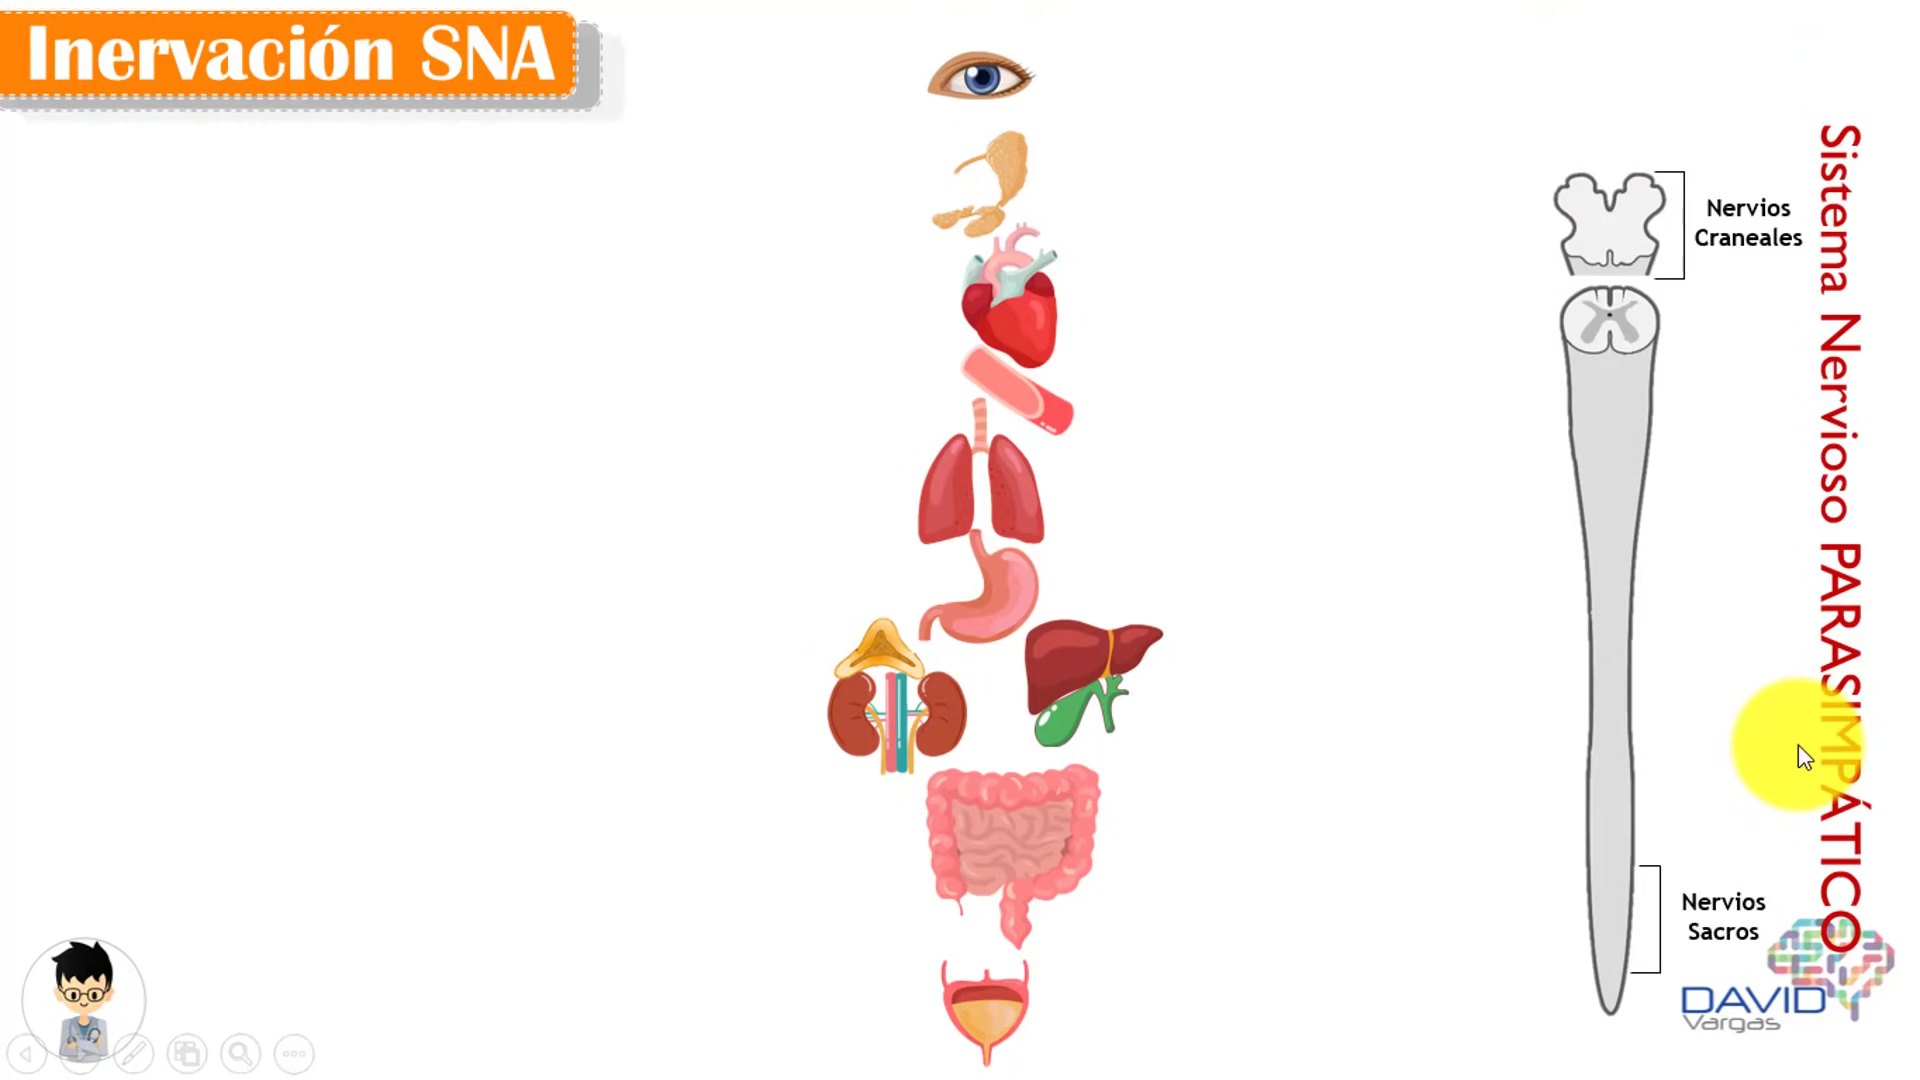 Inervación SNA
Nervios
Craneales
Sistema Nervioso PARASIMPÁTICO
Nervios
Sacros
DAVID
Vargas